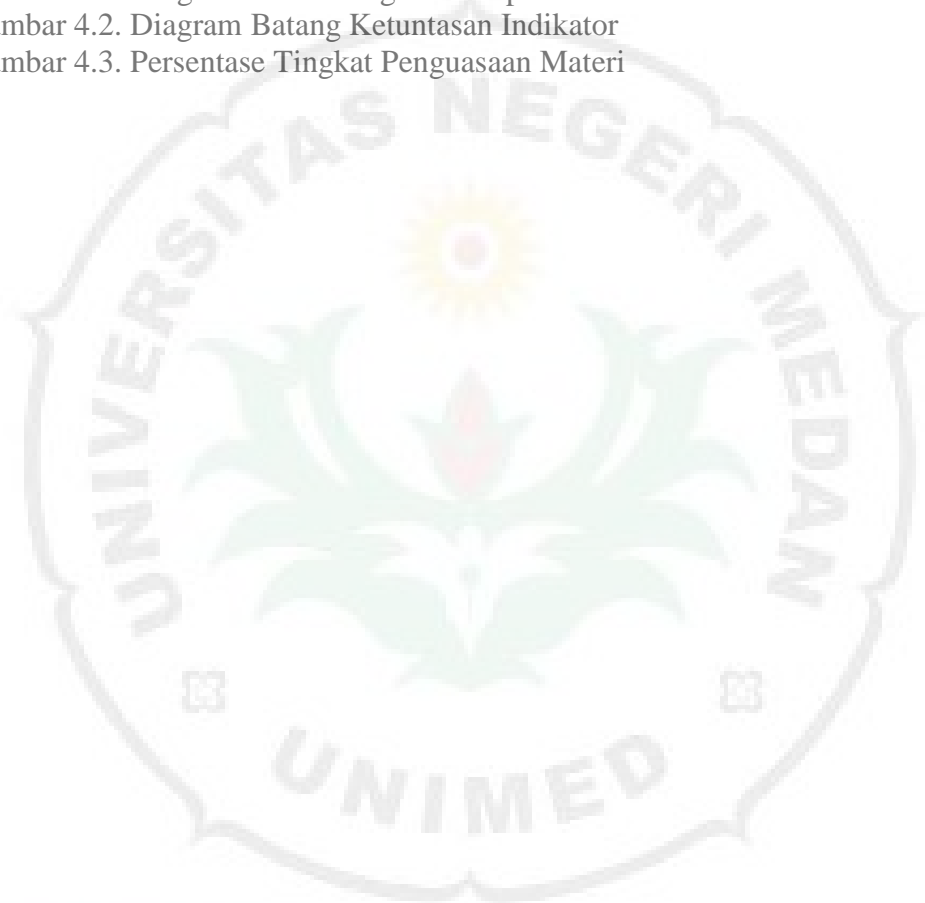 mbar 4.2. Diagram Batang Ketuntasan Indikator
mbar 4.3. Persentase Tingkat Penguasaan Materi
UNIVERSITAS NEGERI MEDAN
UNIMED